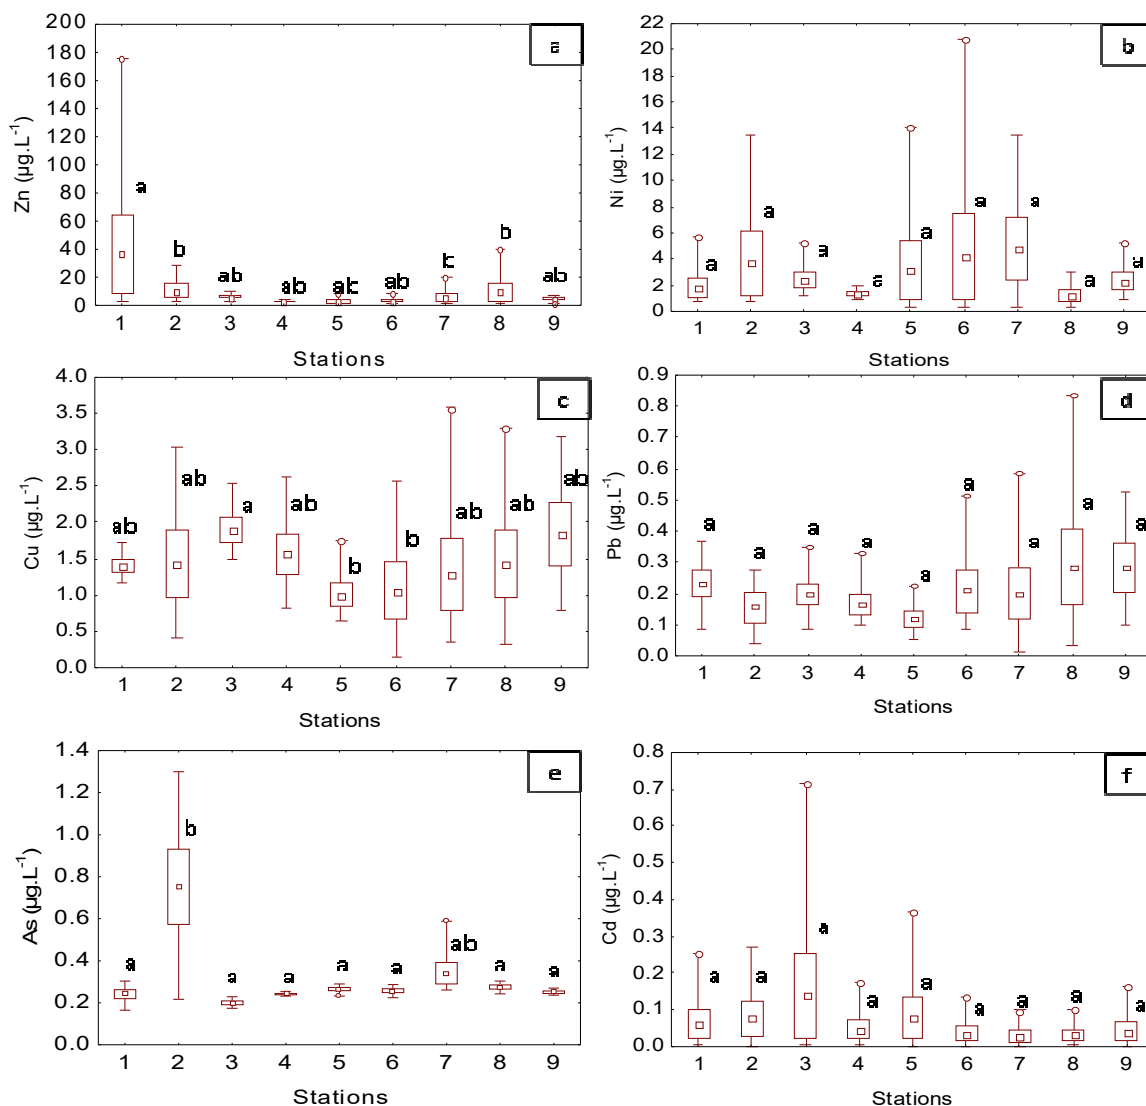 a
Zn (µg.L⁻¹)
200
180
160
140
120
100
80
60
40
20
0
a b ab ab ac ab c b ab
1 2 3 4 5 6 7 8 9
Stations
b
Ni (µg.L⁻¹)
22
20
18
16
14
12
10
8
6
4
2
0
a a a a a a a a
1 2 3 4 5 6 7 8 9
Stations
c
Cu (µg.L⁻¹)
4.0
3.5
3.0
2.5
2.0
1.5
1.0
0.5
0.0
ab ab a ab b b ab ab ab
1 2 3 4 5 6 7 8 9
Stations
d
Pb (µg.L⁻¹)
0.9
0.8
0.7
0.6
0.5
0.4
0.3
0.2
0.1
0.0
a a a a a a a a a
1 2 3 4 5 6 7 8 9
Stations
e
As (µg.L⁻¹)
1.4
1.2
1.0
0.8
0.6
0.4
0.2
0.0
a b a a a a ab a a
1 2 3 4 5 6 7 8 9
Stations
f
Cd (µg.L⁻¹)
0.8
0.7
0.6
0.5
0.4
0.3
0.2
0.1
0.0
a a a a a a a a a
1 2 3 4 5 6 7 8 9
Stations